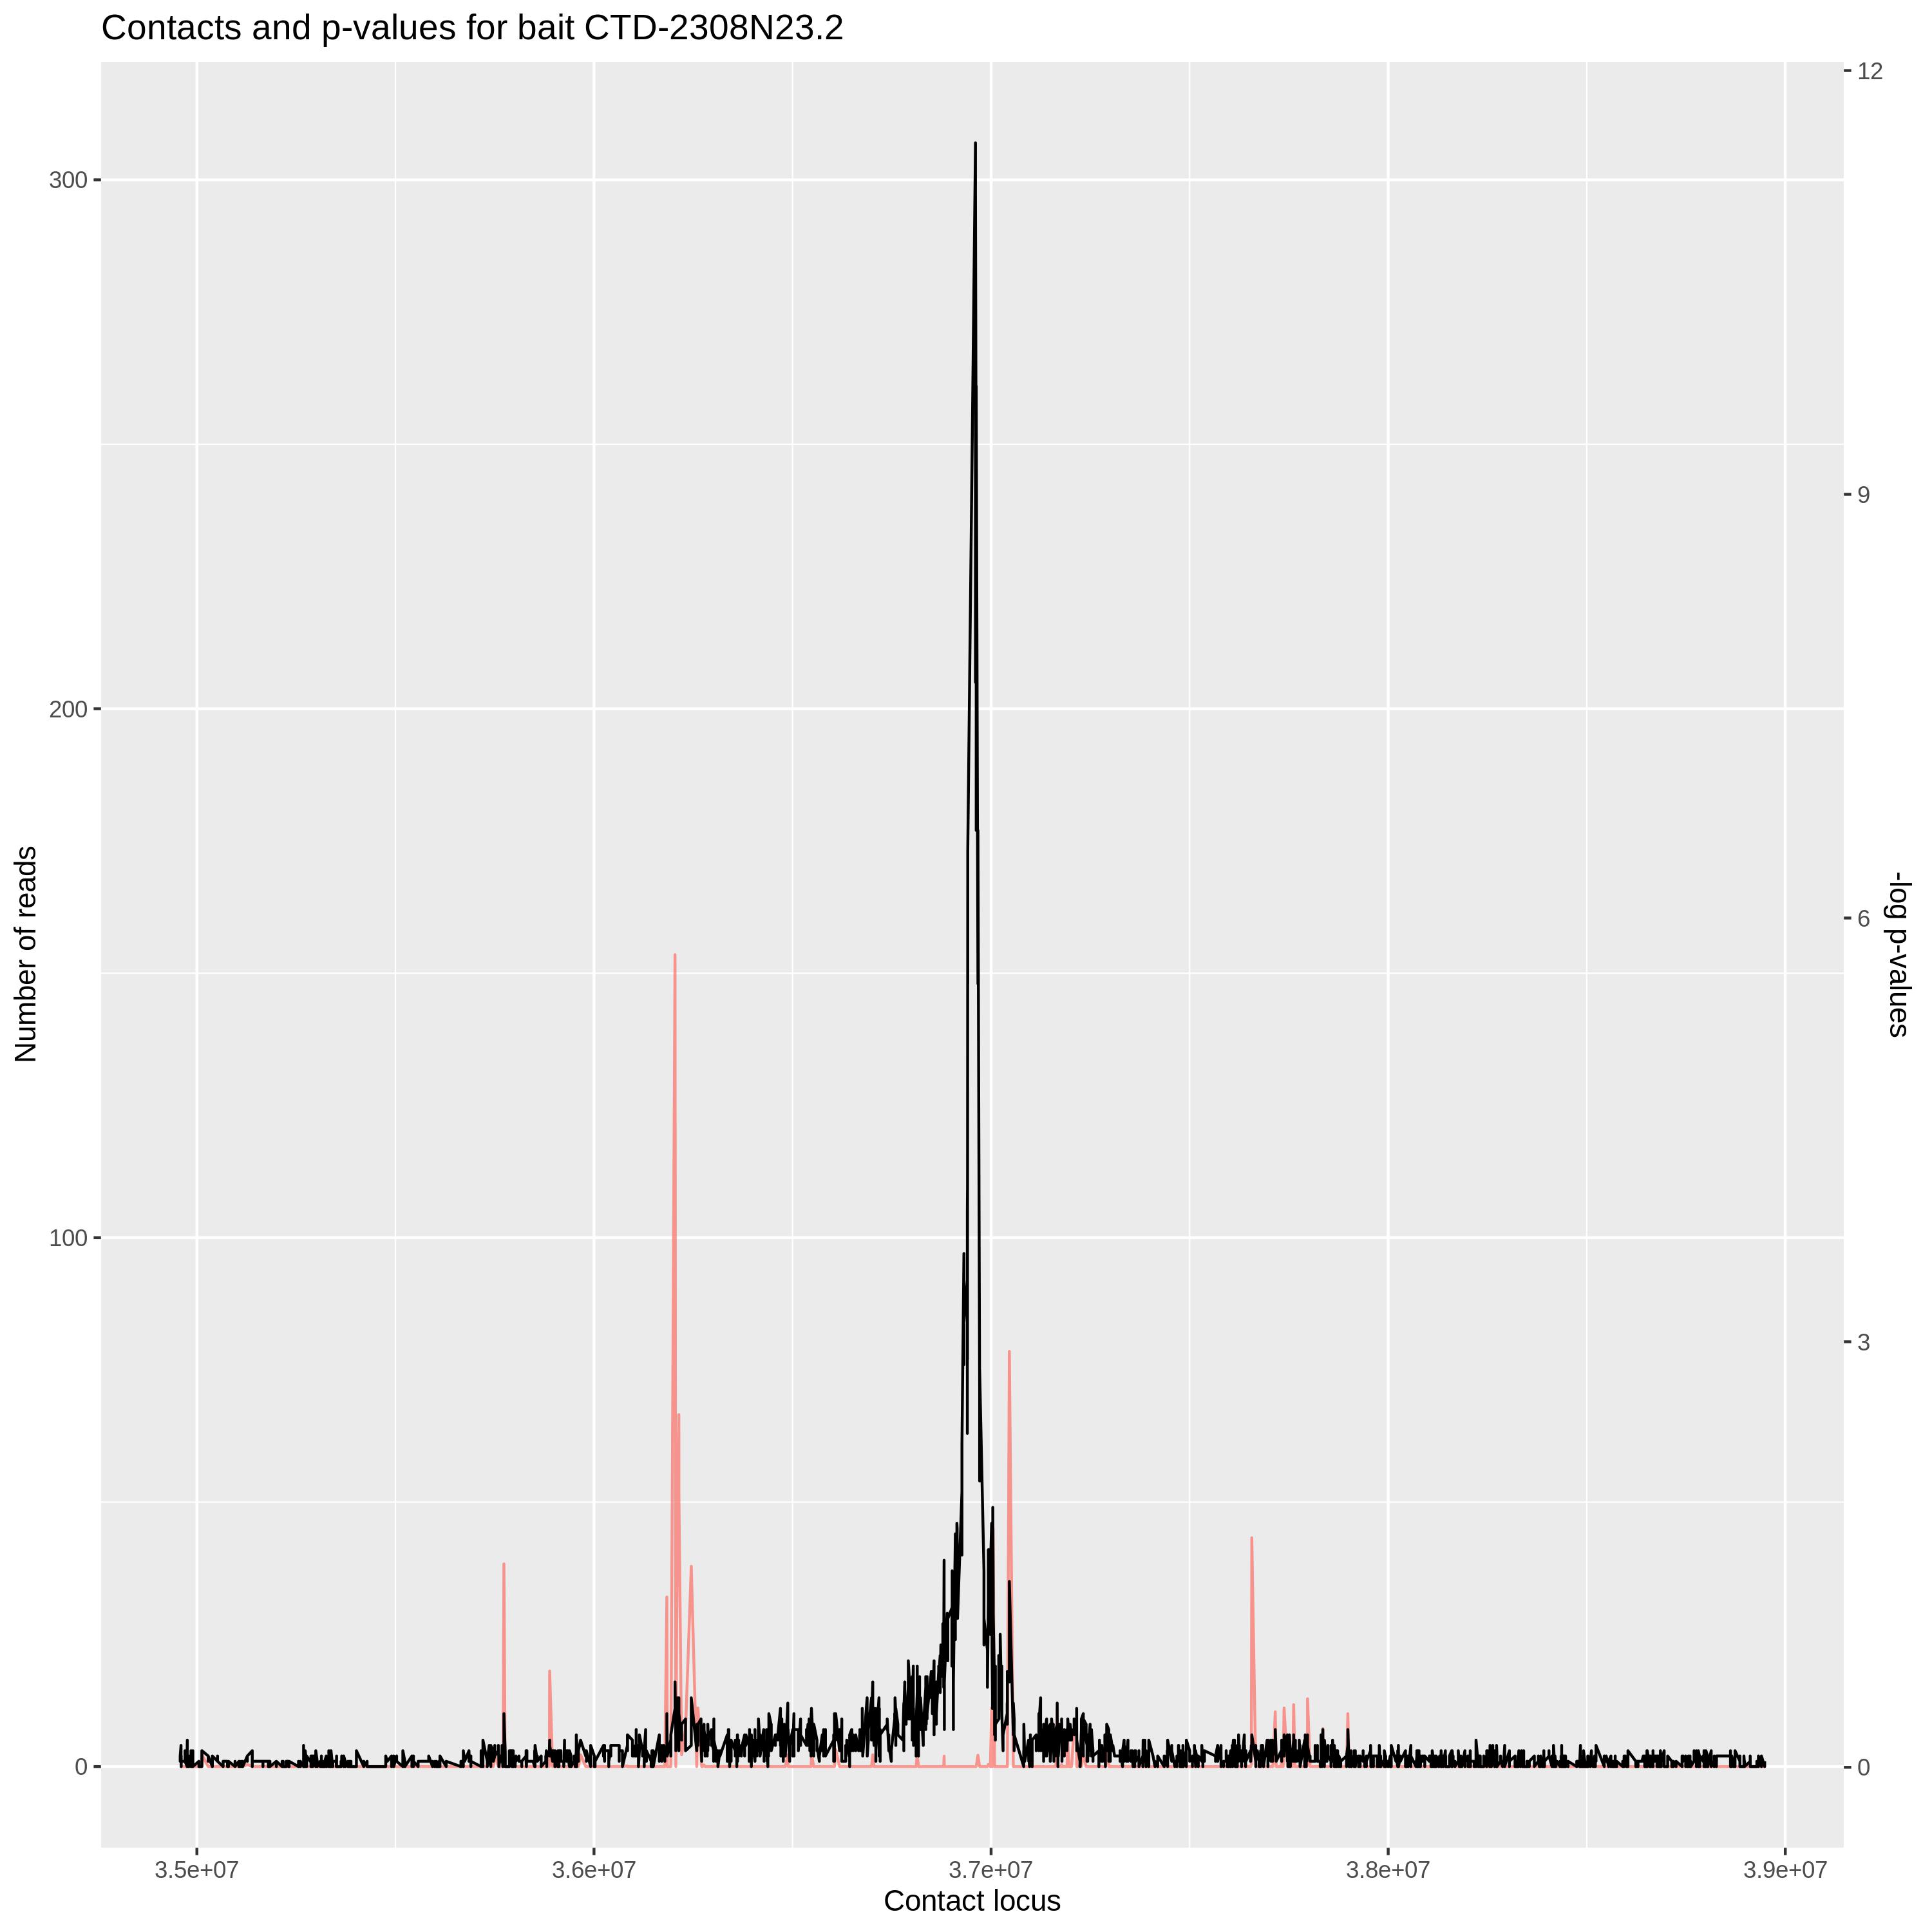 Contacts and p-values for bait CTD-2308N23.2
Number of reads
300
200
100
0
12
9
6
3
0
-log p-values
3.5e+07
3.6e+07
3.7e+07
3.8e+07
3.9e+07
Contact locus